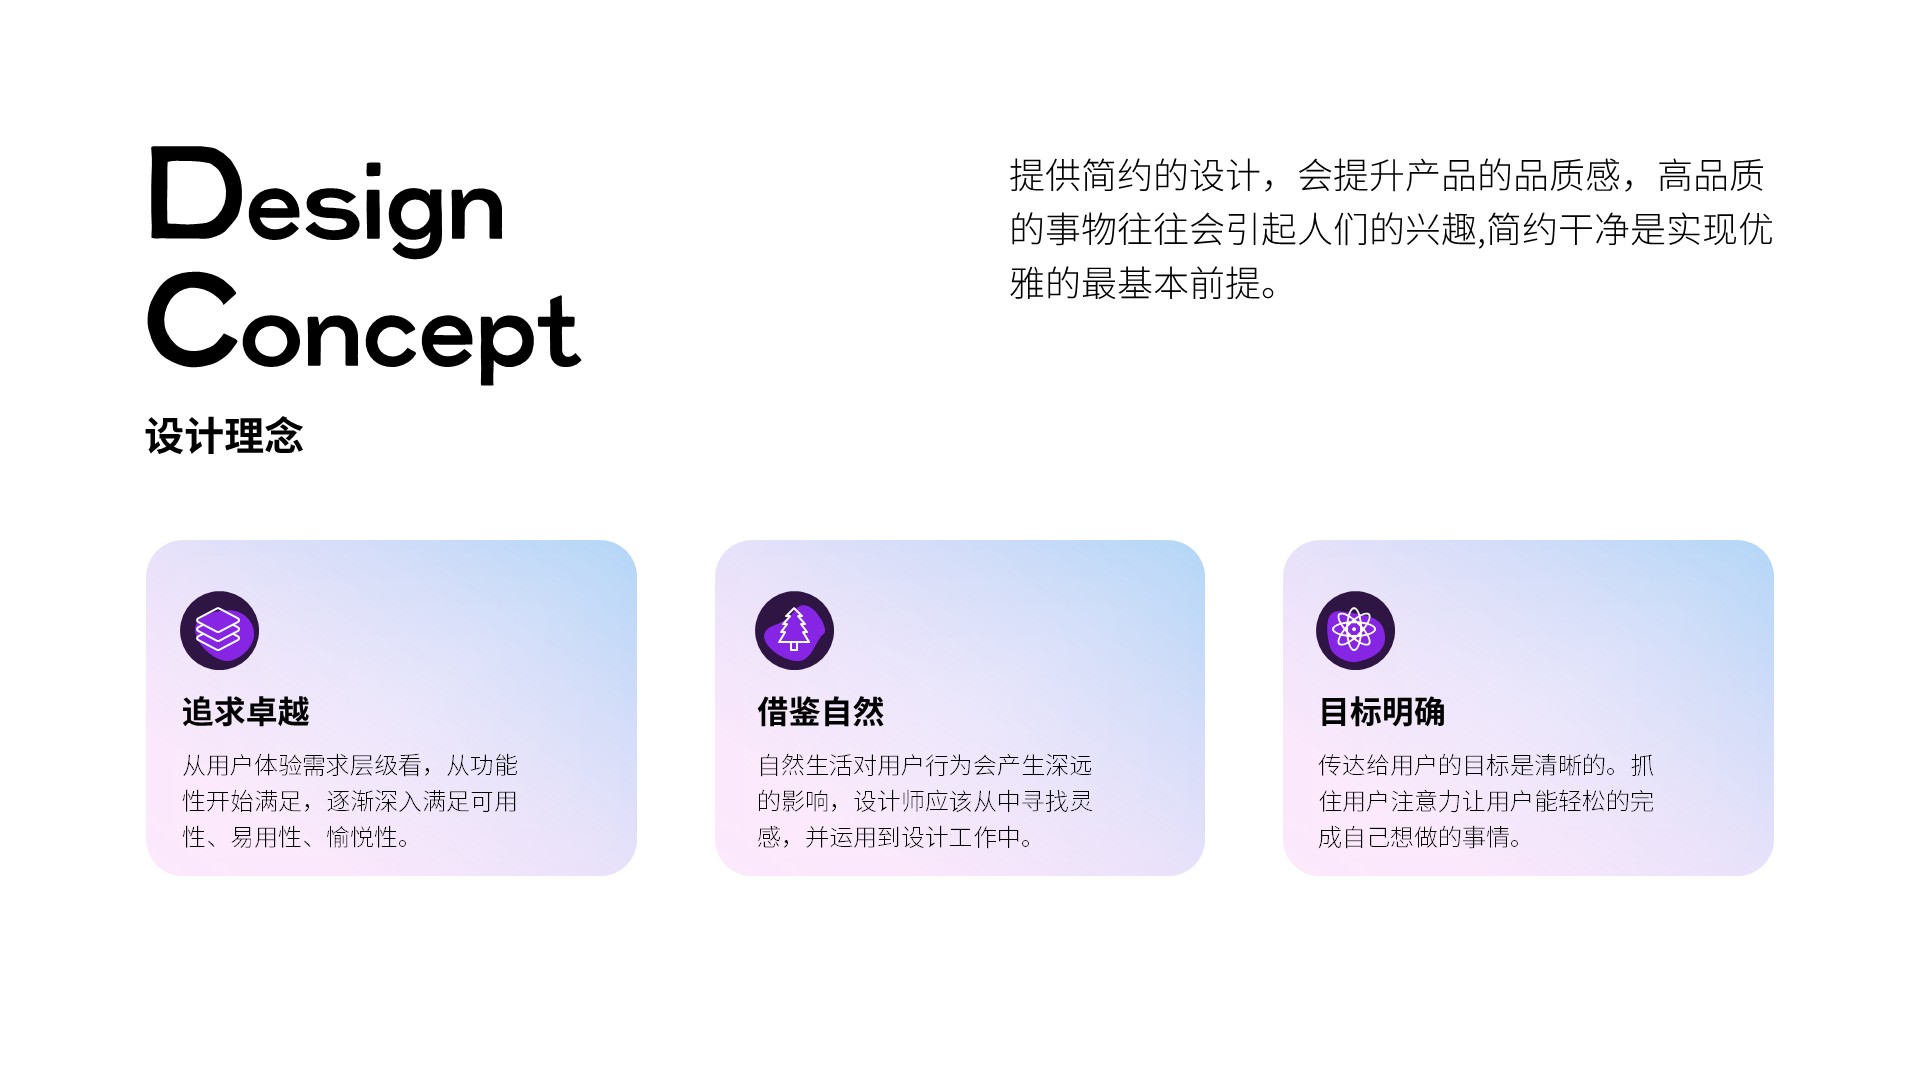 Design
Concept
设计理念
提供简约的设计，会提升产品的品质感，高品质
的事物往往会引起人们的兴趣,简约干净是实现优
雅的最基本前提。
追求卓越
从用户体验需求层级看，从功能
性开始满足，逐渐深入满足可用
性、易用性、愉悦性。
借鉴自然
自然生活对用户行为会产生深远
的影响，设计师应该从中寻找灵
感，并运用到设计工作中。
目标明确
传达给用户的目标是清晰的。抓
住用户注意力让用户能轻松的完
成自己想做的事情。